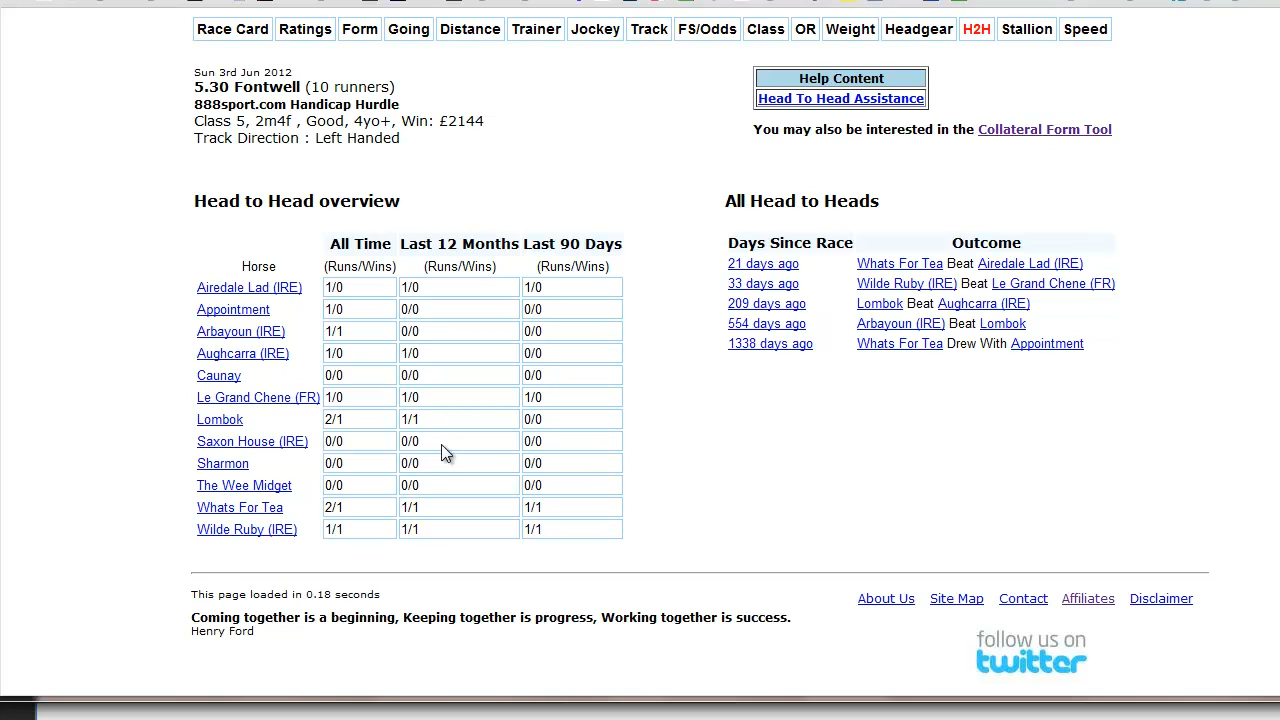 Race Card Ratings Form Going Distance Trainer Jockey Track FS/Odds Class OR Weight Headgear H2H Stallion Speed
Sun 3rd Jun 2012
5.30 Fontwell (10 runners)
888sport.com Handicap Hurdle
Class 5, 2m4f , Good, 4yo+, Win: £2144
Track Direction : Left Handed
Help Content
Head To Head Assistance
You may also be interested in the Collateral Form Tool
Head to Head overview
All Time Last 12 Months Last 90 Days
Horse (Runs/Wins) (Runs/Wins) (Runs/Wins)
Airedale Lad (IRE) 1/0 1/0 1/0
Appointment 1/0 0/0 0/0
Arbayoun (IRE) 1/1 0/0 0/0
Aughcarra (IRE) 1/0 1/0 0/0
Caunay 0/0 0/0 0/0
Le Grand Chene (FR) 1/0 1/0 1/0
Lombok 2/1 1/1 0/0
Saxon House (IRE) 0/0 0/0 0/0
Sharmon 0/0 0/0 0/0
The Wee Midget 0/0 0/0 0/0
Whats For Tea 2/1 1/1 1/1
Wilde Ruby (IRE) 1/1 1/1 1/1
All Head to Heads
Days Since Race Outcome
21 days ago Whats For Tea Beat Airedale Lad (IRE)
33 days ago Wilde Ruby (IRE) Beat Le Grand Chene (FR)
209 days ago Lombok Beat Aughcarra (IRE)
554 days ago Arbayoun (IRE) Beat Lombok
1338 days ago Whats For Tea Drew With Appointment
This page loaded in 0.18 seconds
Coming together is a beginning, Keeping together is progress, Working together is success.
Henry Ford
About Us Site Map Contact Affiliates Disclaimer
follow us on
twitter